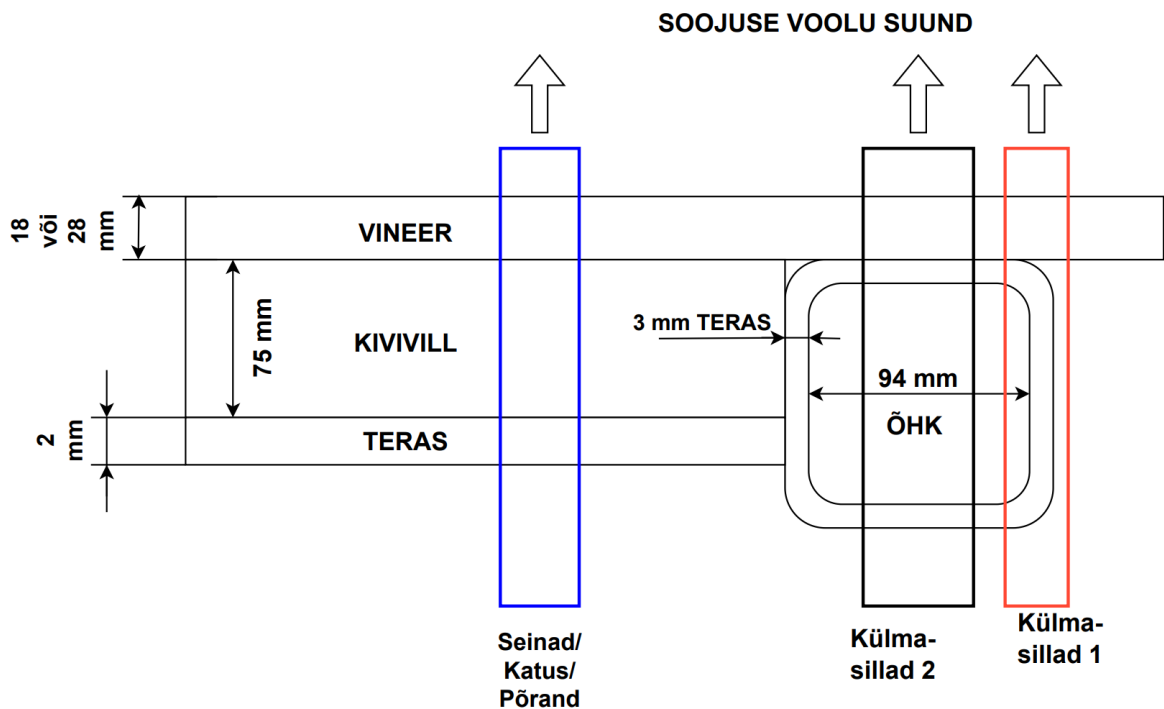 SOOJUSE VOOLU SUUND
18
või
28
mm
VINEER
75 mm
KIVIVILL
3 mm TERAS
94 mm
ÕHK
2
mm
TERAS
Seinad/
Katus/
Põrand
Külma-
sillad 2
Külma-
sillad 1